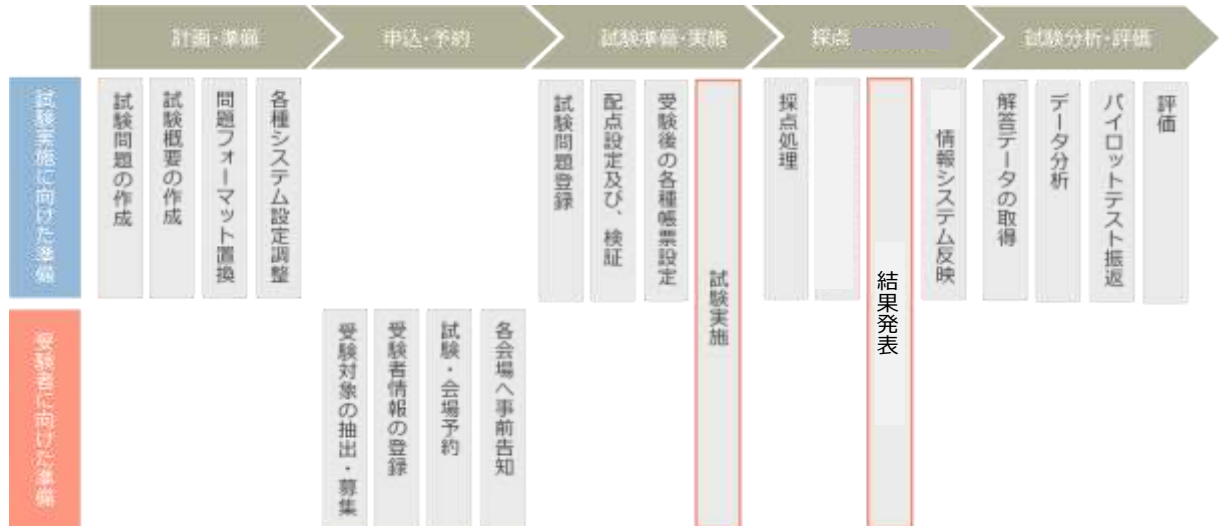 計画・準備
申込・予約
試験準備・実施
採点
試験分析・評価
試験実施に向けた準備
試験問題の作成
試験概要の作成
問題フォーマット置換
各種システム設定調整
試験問題登録
配点設定及び、検証
受験後の各種帳票設定
試験実施
採点処理
結果発表
情報システム反映
解答データの取得
データ分析
パイロットテスト振返
評価
受験者に向けた準備
受験対象の抽出・募集
受験者情報の登録
試験・会場予約
各会場へ事前告知